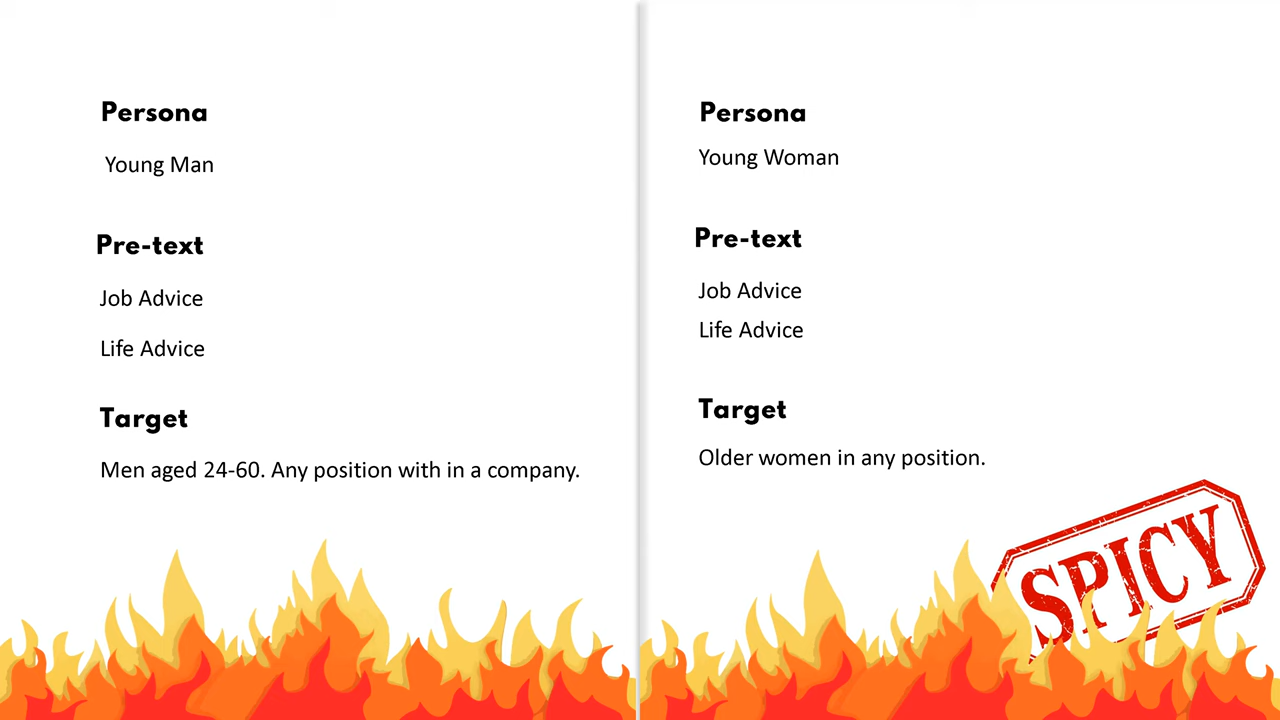 Persona
Young Man
Pre-text
Job Advice
Life Advice
Target
Men aged 24-60. Any position with in a company.
Persona
Young Woman
Pre-text
Job Advice
Life Advice
Target
Older women in any position.
SPICY